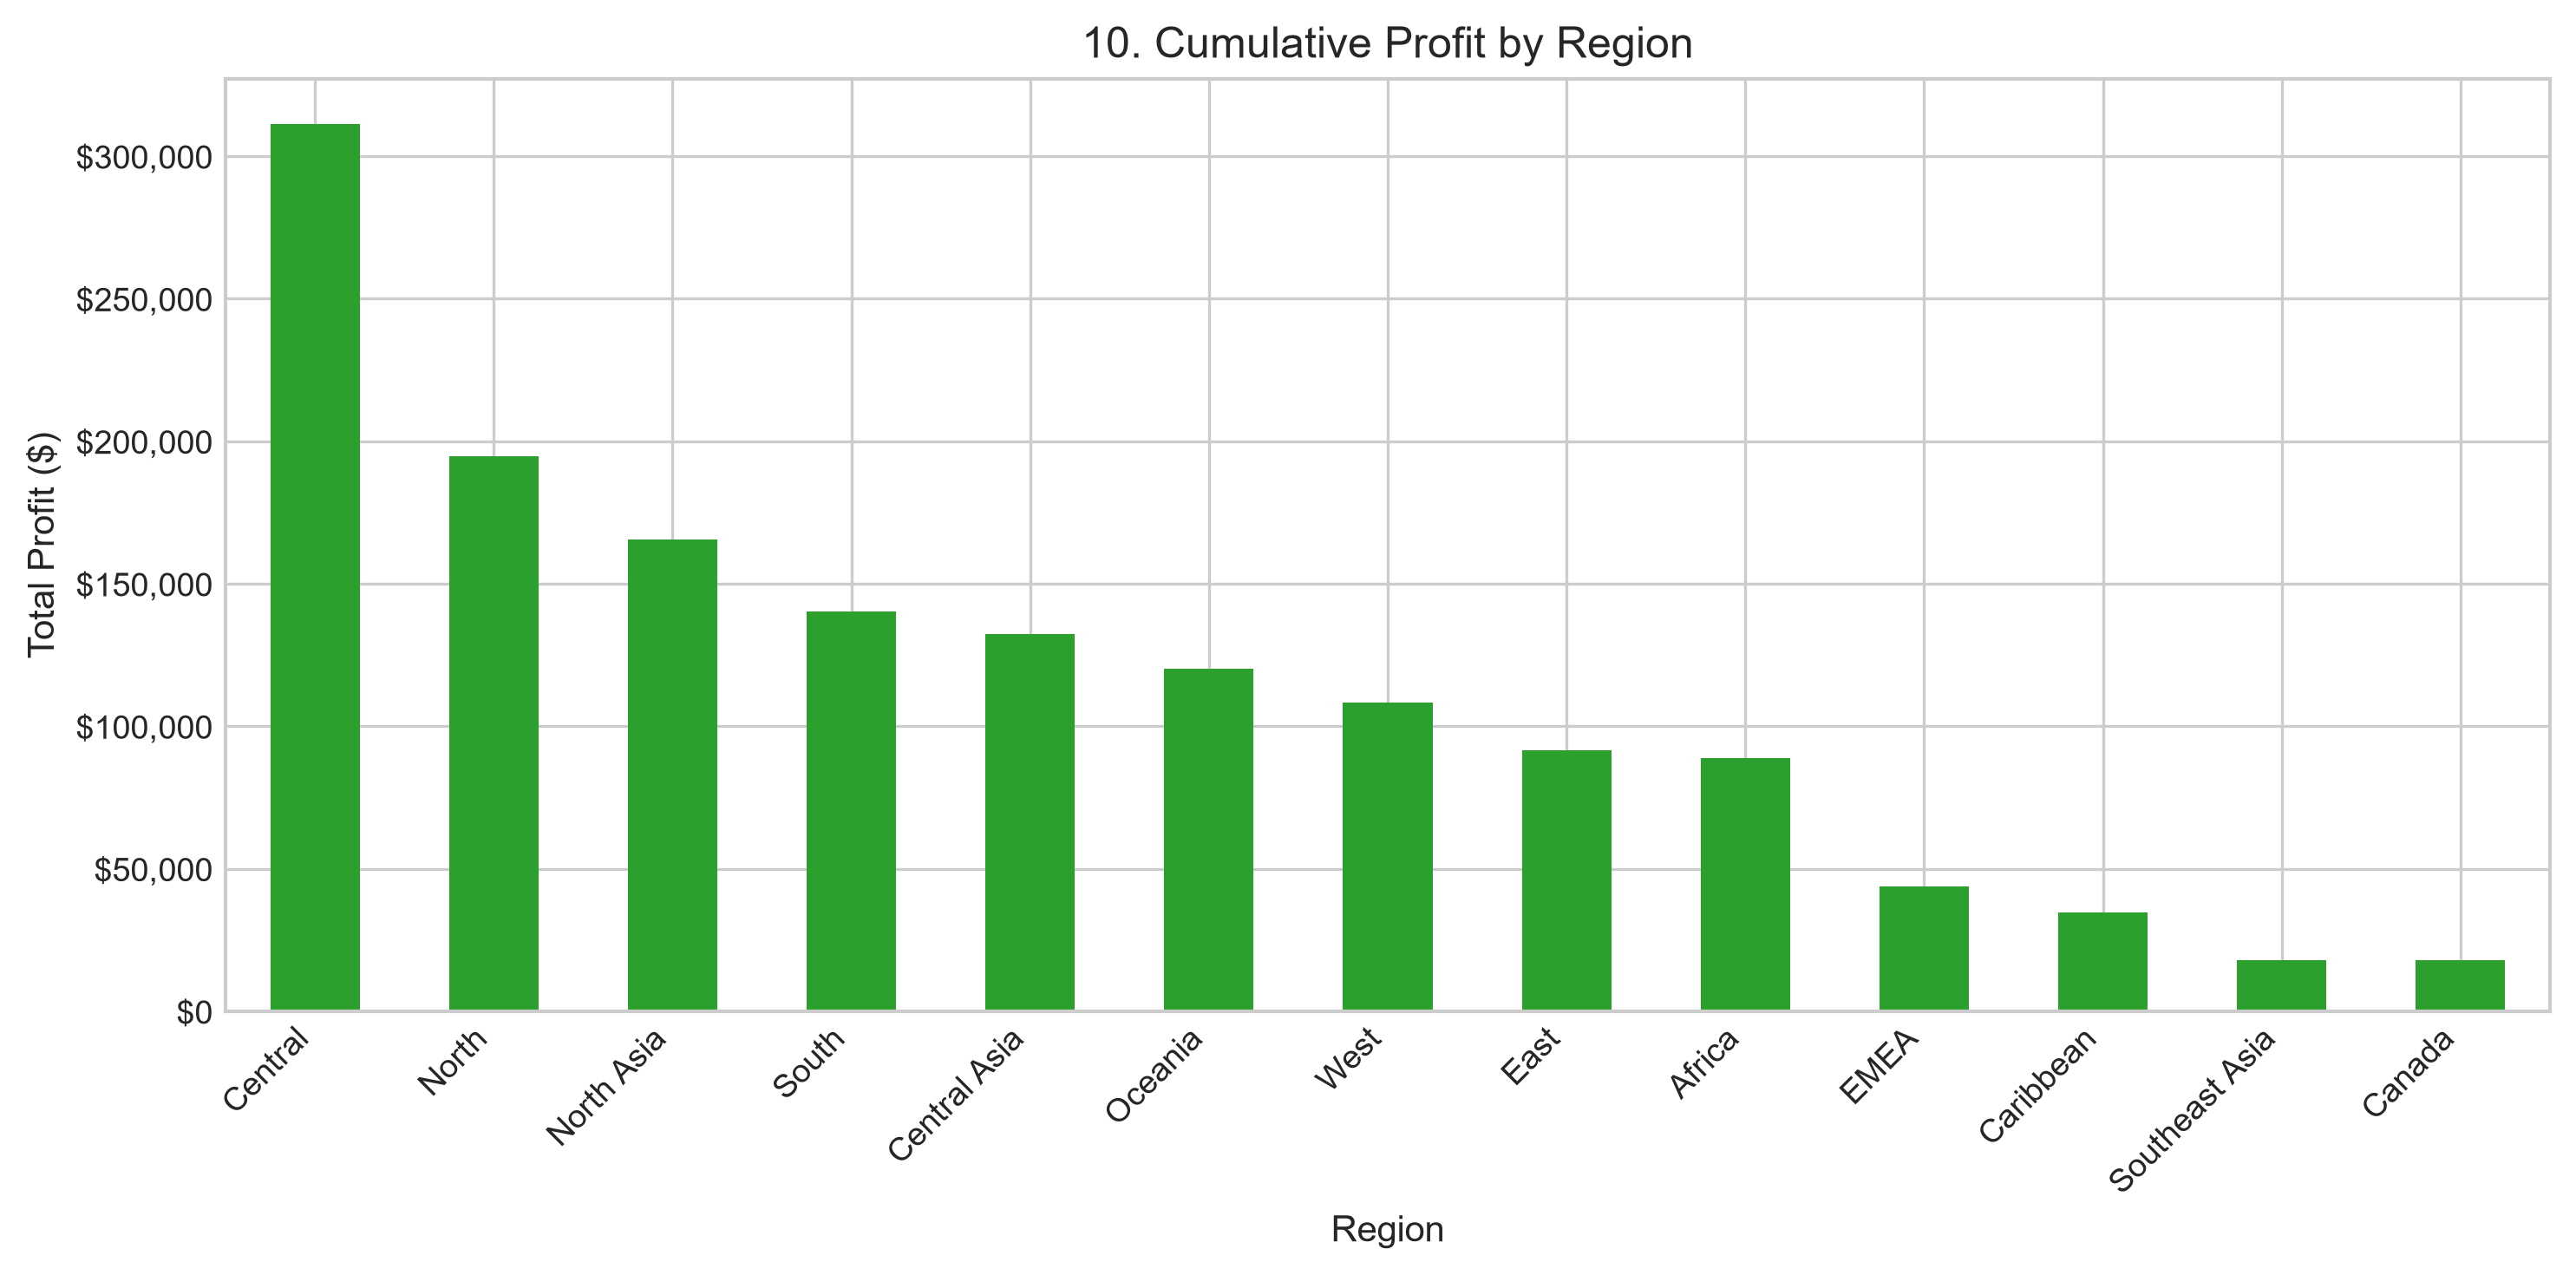 10. Cumulative Profit by Region
Total Profit ($)
$300,000
$250,000
$200,000
$150,000
$100,000
$50,000
$0
Central
North
North Asia
South
Central Asia
Oceania
West
East
Africa
EMEA
Caribbean
Southeast Asia
Canada
Region